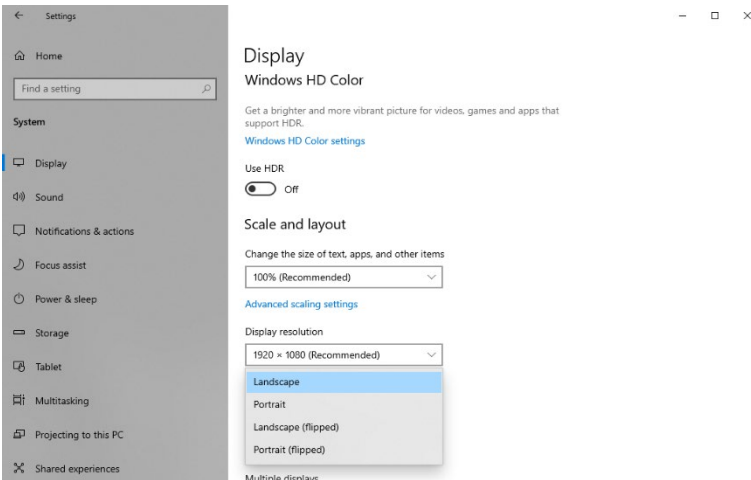 Settings
Home
Find a setting
System
Display
Sound
Notifications & actions
Focus assist
Power & sleep
Storage
Tablet
Multitasking
Projecting to this PC
Shared experiences
Display
Windows HD Color
Get a brighter and more vibrant picture for videos, games and apps that
support HDR.
Windows HD Color settings
Use HDR
Off
Scale and layout
Change the size of text, apps, and other items
100% (Recommended)
Advanced scaling settings
Display resolution
1920 × 1080 (Recommended)
Landscape
Portrait
Landscape (flipped)
Portrait (flipped)
Multiple displays